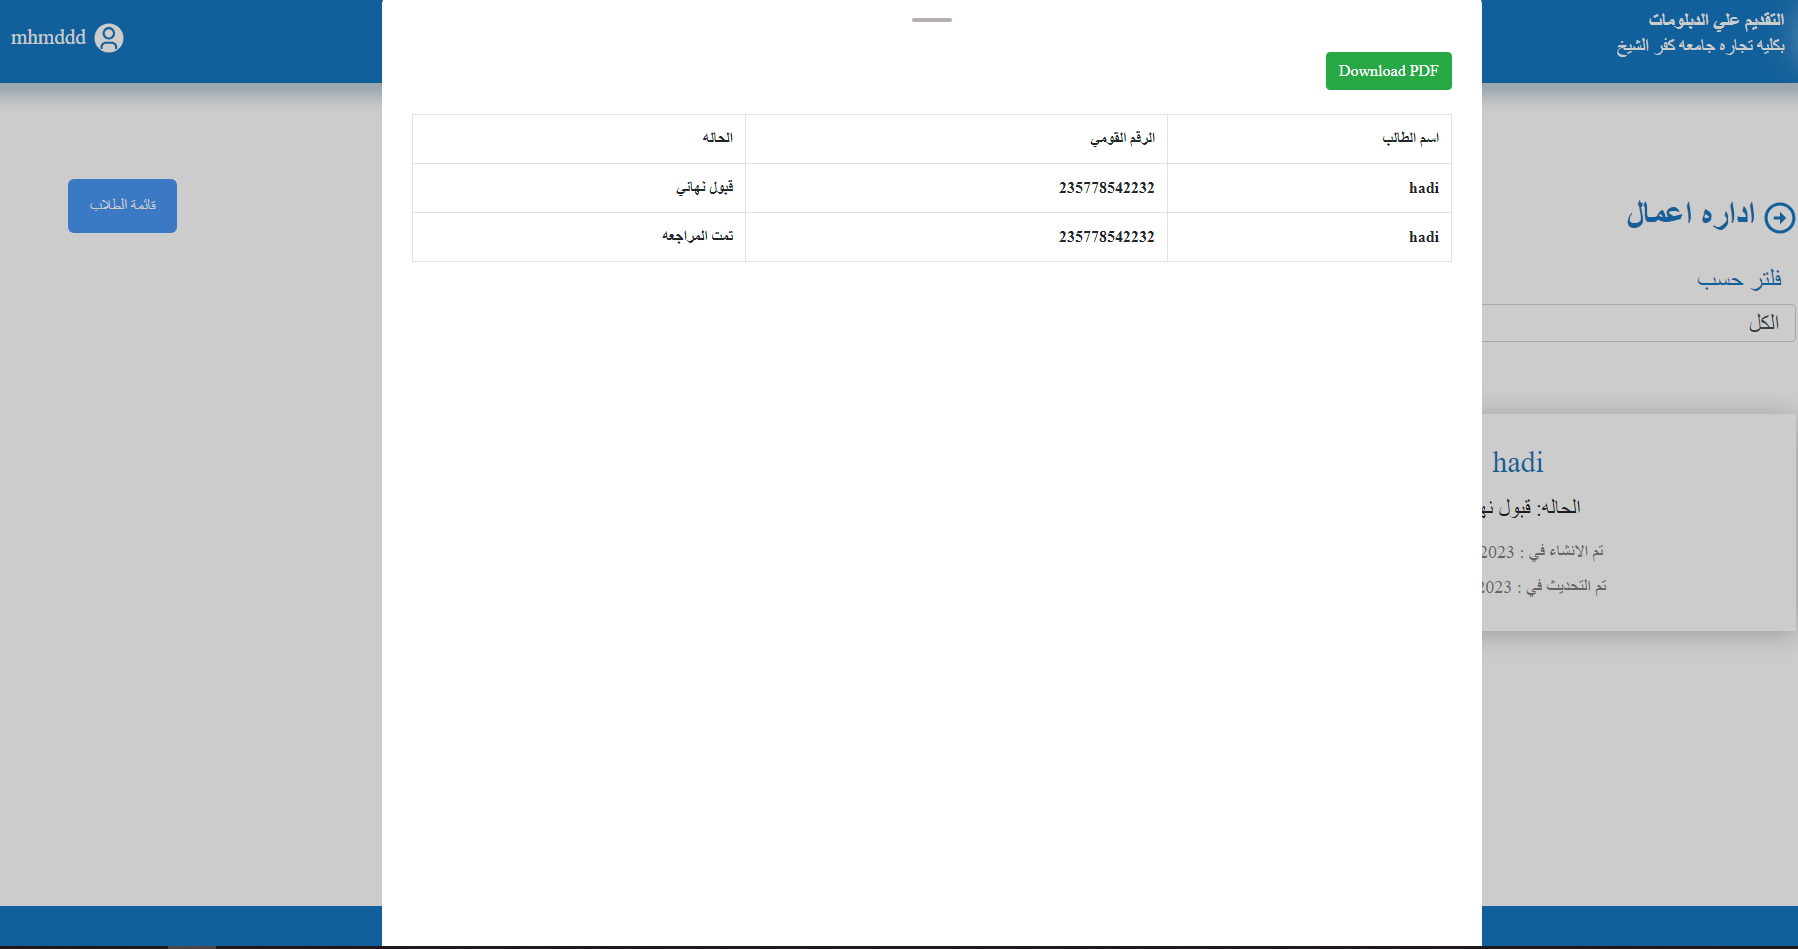 التقديم علي الدبلومات
بكليه تجاره جامعه كفر الشيخ
mhmddd
Download PDF
اسم الطالب الرقم القومي الحاله
hadi 235778542232 قبول نهائي
hadi 235778542232 تمت المراجعه
قائمة الطلاب
اداره اعمال
فلتر حسب
الكل
hadi
الحاله: قبول
تم الانشاء في : 2023
تم التحديث في : 2023